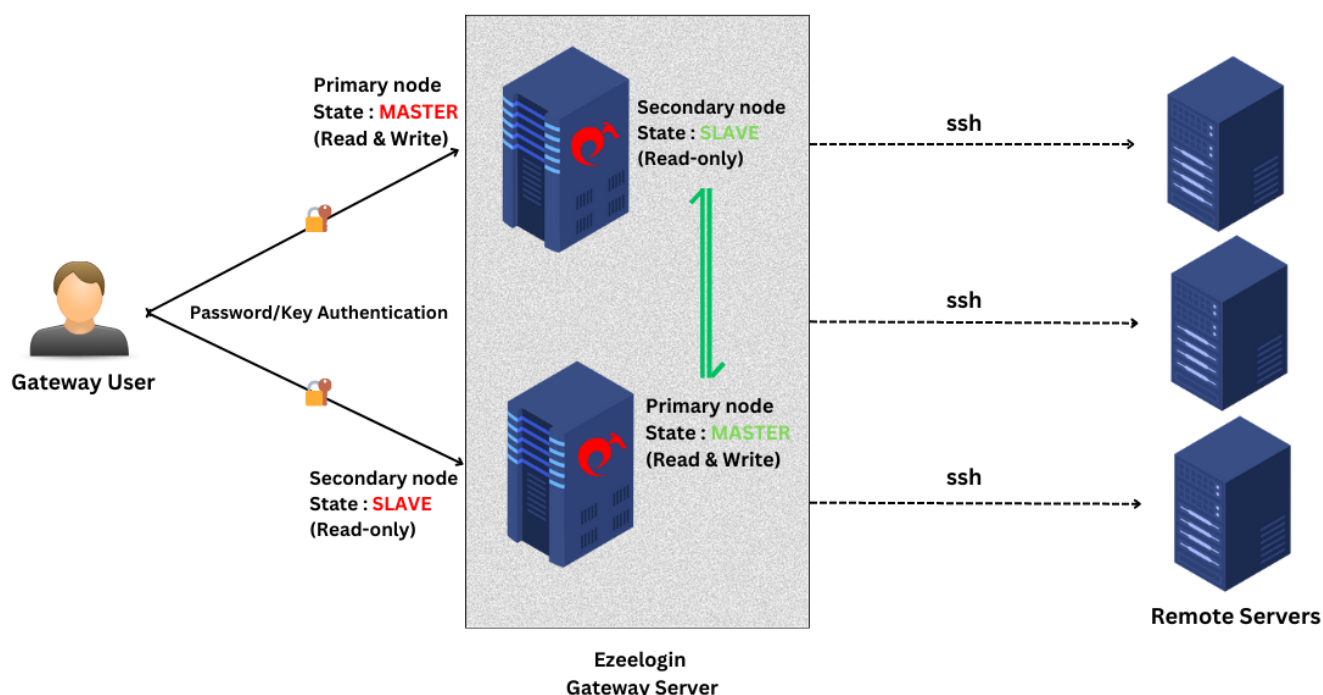 Primary node
State : MASTER
(Read & Write)
Secondary node
State : SLAVE
(Read-only)
ssh
Password/Key Authentication
ssh
Gateway User
Primary node
State : MASTER
(Read & Write)
Secondary node
State : SLAVE
(Read-only)
ssh
Remote Servers
Ezeelogin
Gateway Server